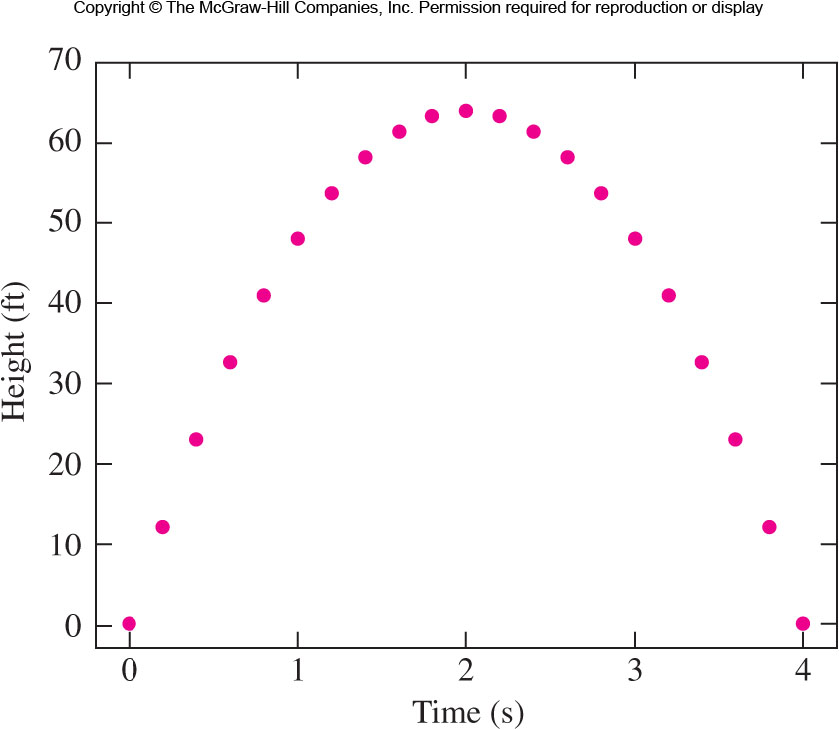 Copyright © The McGraw-Hill Companies, Inc. Permission required for reproduction or display
70
60
50
40
30
20
10
0
Height (ft)
0 1 2 3 4
Time (s)